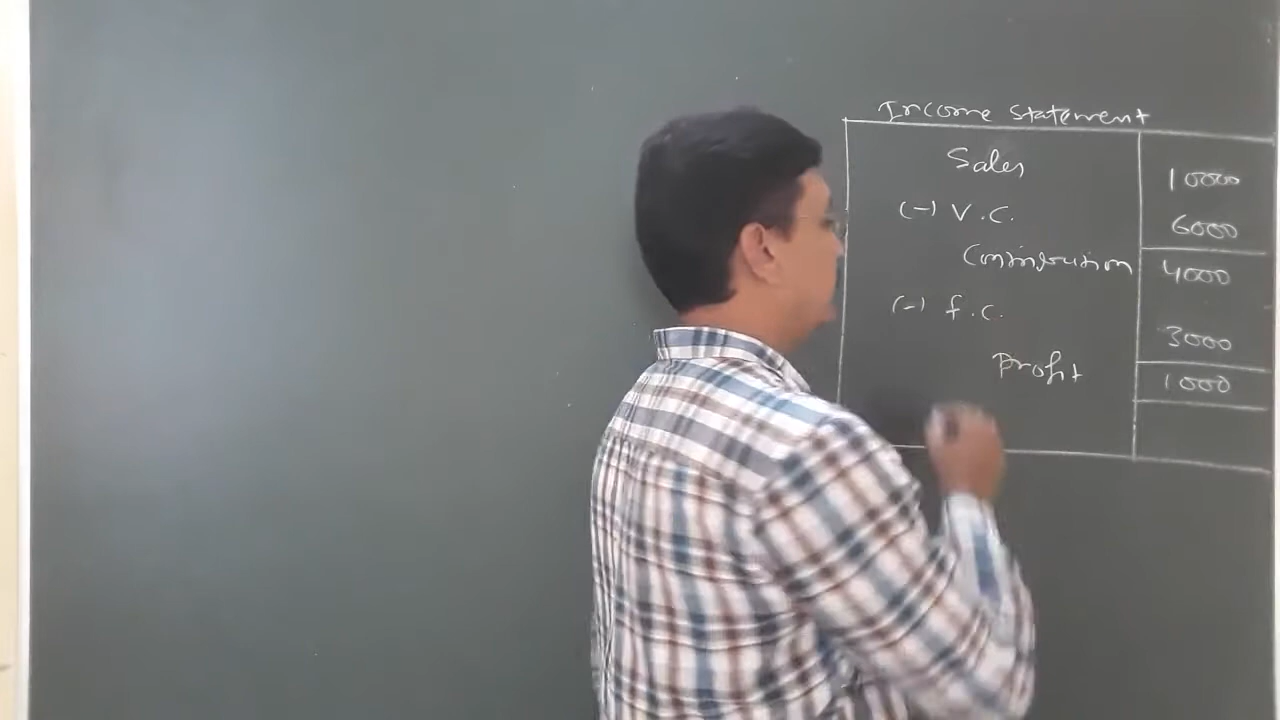 Income Statement
Sales 10000
(-) V.C. 6000
Contribution 4000
(-) f.c. 3000
Profit 1000